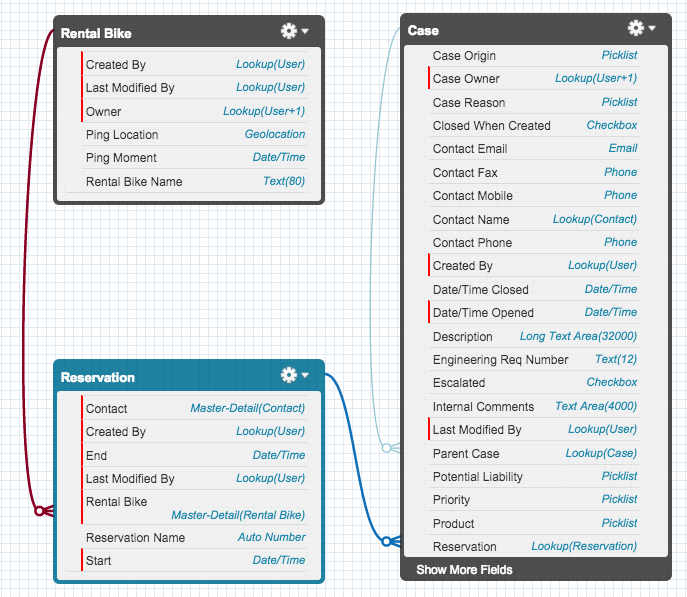 Rental Bike
Created By Lookup(User)
Last Modified By Lookup(User)
Owner Lookup(User+1)
Ping Location Geolocation
Ping Moment Date/Time
Rental Bike Name Text(80)
Reservation
Contact Master-Detail(Contact)
Created By Lookup(User)
End Date/Time
Last Modified By Lookup(User)
Rental Bike
Master-Detail(Rental Bike)
Reservation Name Auto Number
Start Date/Time
Case
Case Origin Picklist
Case Owner Lookup(User+1)
Case Reason Picklist
Closed When Created Checkbox
Contact Email Email
Contact Fax Phone
Contact Mobile Phone
Contact Name Lookup(Contact)
Contact Phone Phone
Created By Lookup(User)
Date/Time Closed Date/Time
Date/Time Opened Date/Time
Description Long Text Area(32000)
Engineering Req Number Text(12)
Escalated Checkbox
Internal Comments Text Area(4000)
Last Modified By Lookup(User)
Parent Case Lookup(Case)
Potential Liability Picklist
Priority Picklist
Product Picklist
Reservation Lookup(Reservation)
Show More Fields